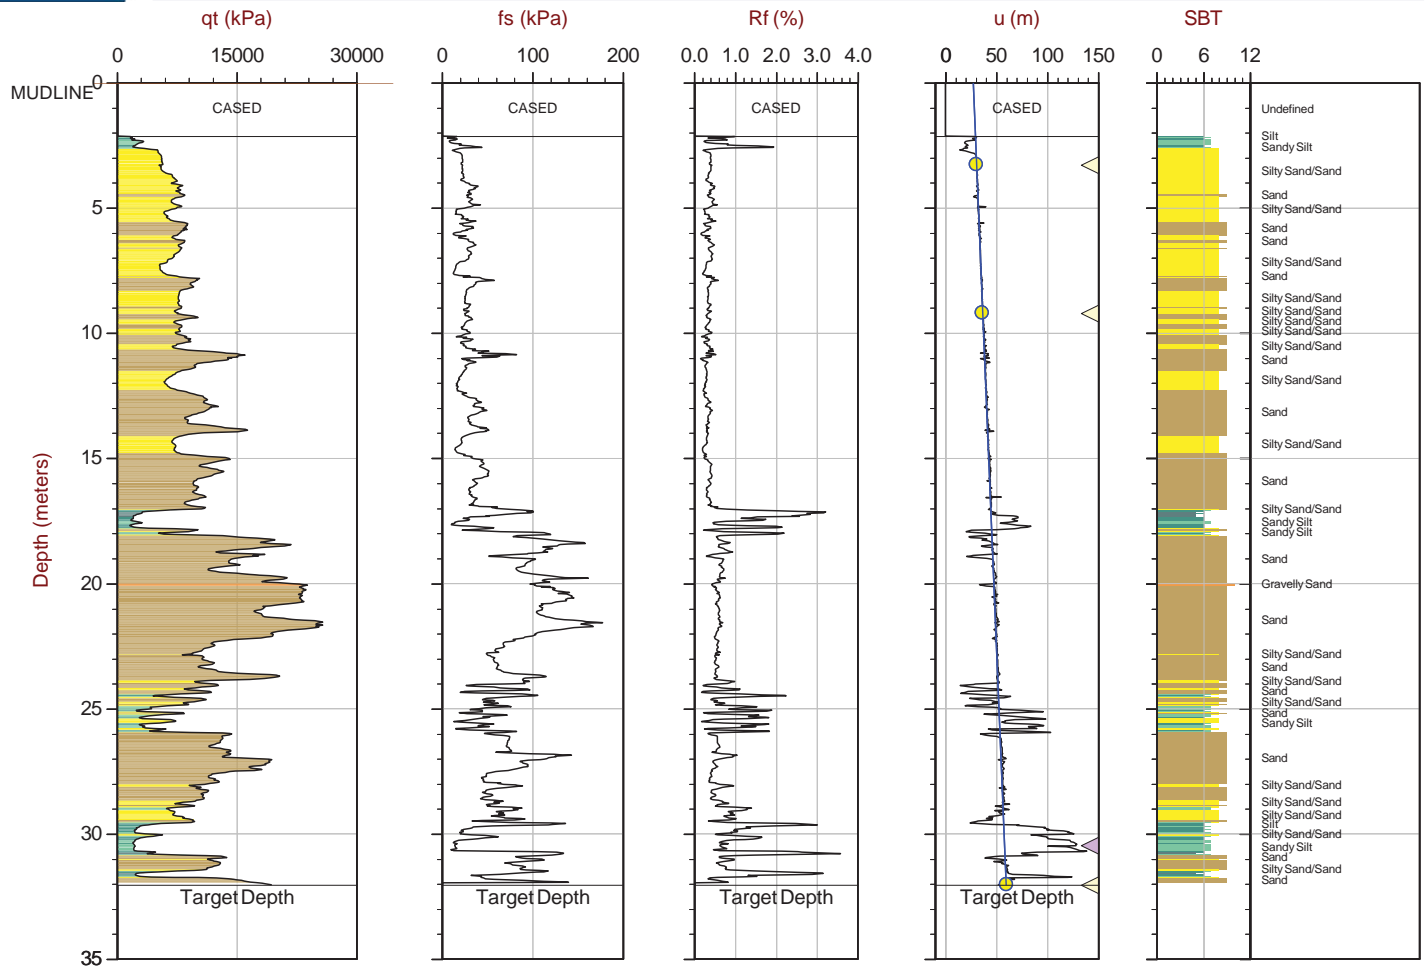 qt (kPa) fs (kPa) Rf (%) u (m) SBT
0 15000 30000 0 100 200 0.0 1.0 2.0 3.0 4.0 0 50 100 150 0 6 12
0
MUDLINE
CASED CASED CASED CASED
Undefined
Silt
Sandy Silt
Silty Sand/Sand
Sand
5
Silty Sand/Sand
Sand
Sand
Silty Sand/Sand
Sand
Silty Sand/Sand
Silty Sand/Sand
Silty Sand/Sand
10
Silty Sand/Sand
Silty Sand/Sand
Sand
Silty Sand/Sand
Sand
Silty Sand/Sand
15
Sand
Silty Sand/Sand
Sandy Silt
Sandy Silt
Sand
Depth (meters)
20
Gravelly Sand
Sand
Silty Sand/Sand
Sand
Silty Sand/Sand
Sand
Silty Sand/Sand
25
Sand
Sandy Silt
Sand
Silty Sand/Sand
Silty Sand/Sand
Silty Sand/Sand
Silt
30
Silty Sand/Sand
Sandy Silt
Sand
Silty Sand/Sand
Sand
Target Depth Target Depth Target Depth Target Depth
35